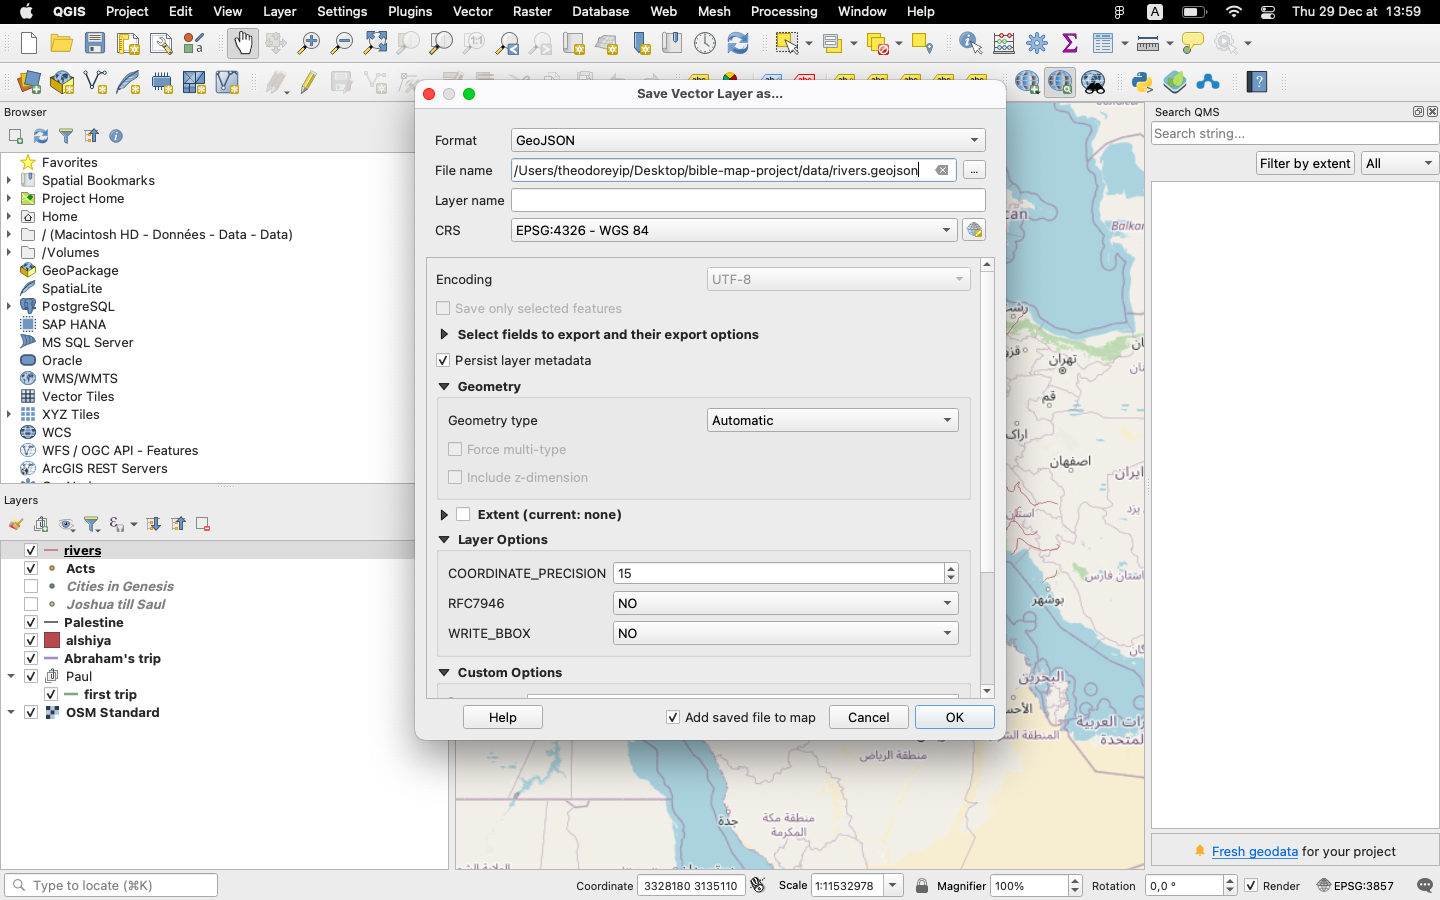 QGIS Project Edit View Layer Settings Plugins Vector Raster Database Web Mesh Processing Window Help A Thu 29 Dec at 13:59
Save Vector Layer as...
Format GeoJSON
File name /Users/theodoreyip/Desktop/bible-map-project/data/rivers.geojson ...
Layer name
CRS EPSG:4326 - WGS 84
Encoding UTF-8
Save only selected features
Select fields to export and their export options
Persist layer metadata
Geometry
Geometry type Automatic
Force multi-type
Include z-dimension
Extent (current: none)
Layer Options
COORDINATE_PRECISION 15
RFC7946 NO
WRITE_BBOX NO
Custom Options
Help Add saved file to map Cancel OK
Browser
Favorites
Spatial Bookmarks
Project Home
Home
/ (Macintosh HD - Données - Data - Data)
/Volumes
GeoPackage
SpatiaLite
PostgreSQL
SAP HANA
MS SQL Server
Oracle
WMS/WMTS
Vector Tiles
XYZ Tiles
WCS
WFS / OGC API - Features
ArcGIS REST Servers
Layers
rivers
Acts
Cities in Genesis
Joshua till Saul
Palestine
alshiya
Abraham's trip
Paul
first trip
OSM Standard
Search QMS
Search string...
Filter by extent All
Fresh geodata for your project
رشت
تهران
قم
اراک
اصفهان
ایران
استان فارس
بوشهر
البحرين
منطقة الرياض
جدة
منطقة مكة
المكرمة
Type to locate (⌘K) Coordinate 3328180 3135110 Scale 1:11532978 Magnifier 100% Rotation 0,0 ° Render EPSG:3857